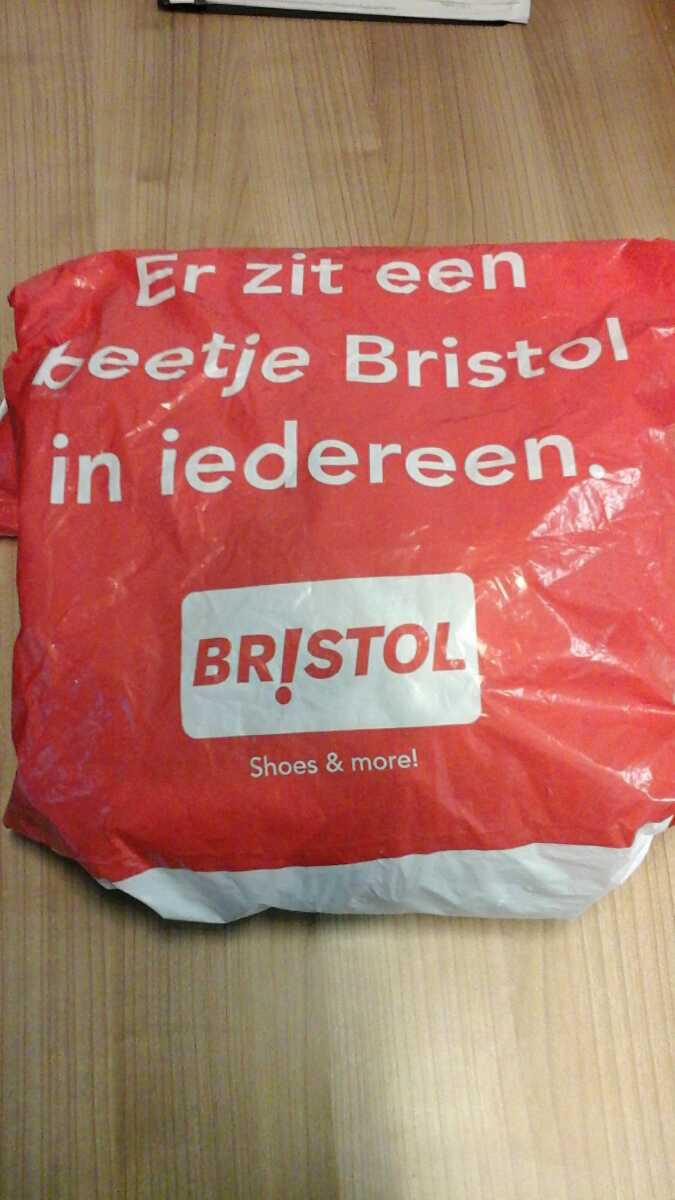 Er zit een
beetje Bristol
in iedereen.
BR!STOL
Shoes & more!